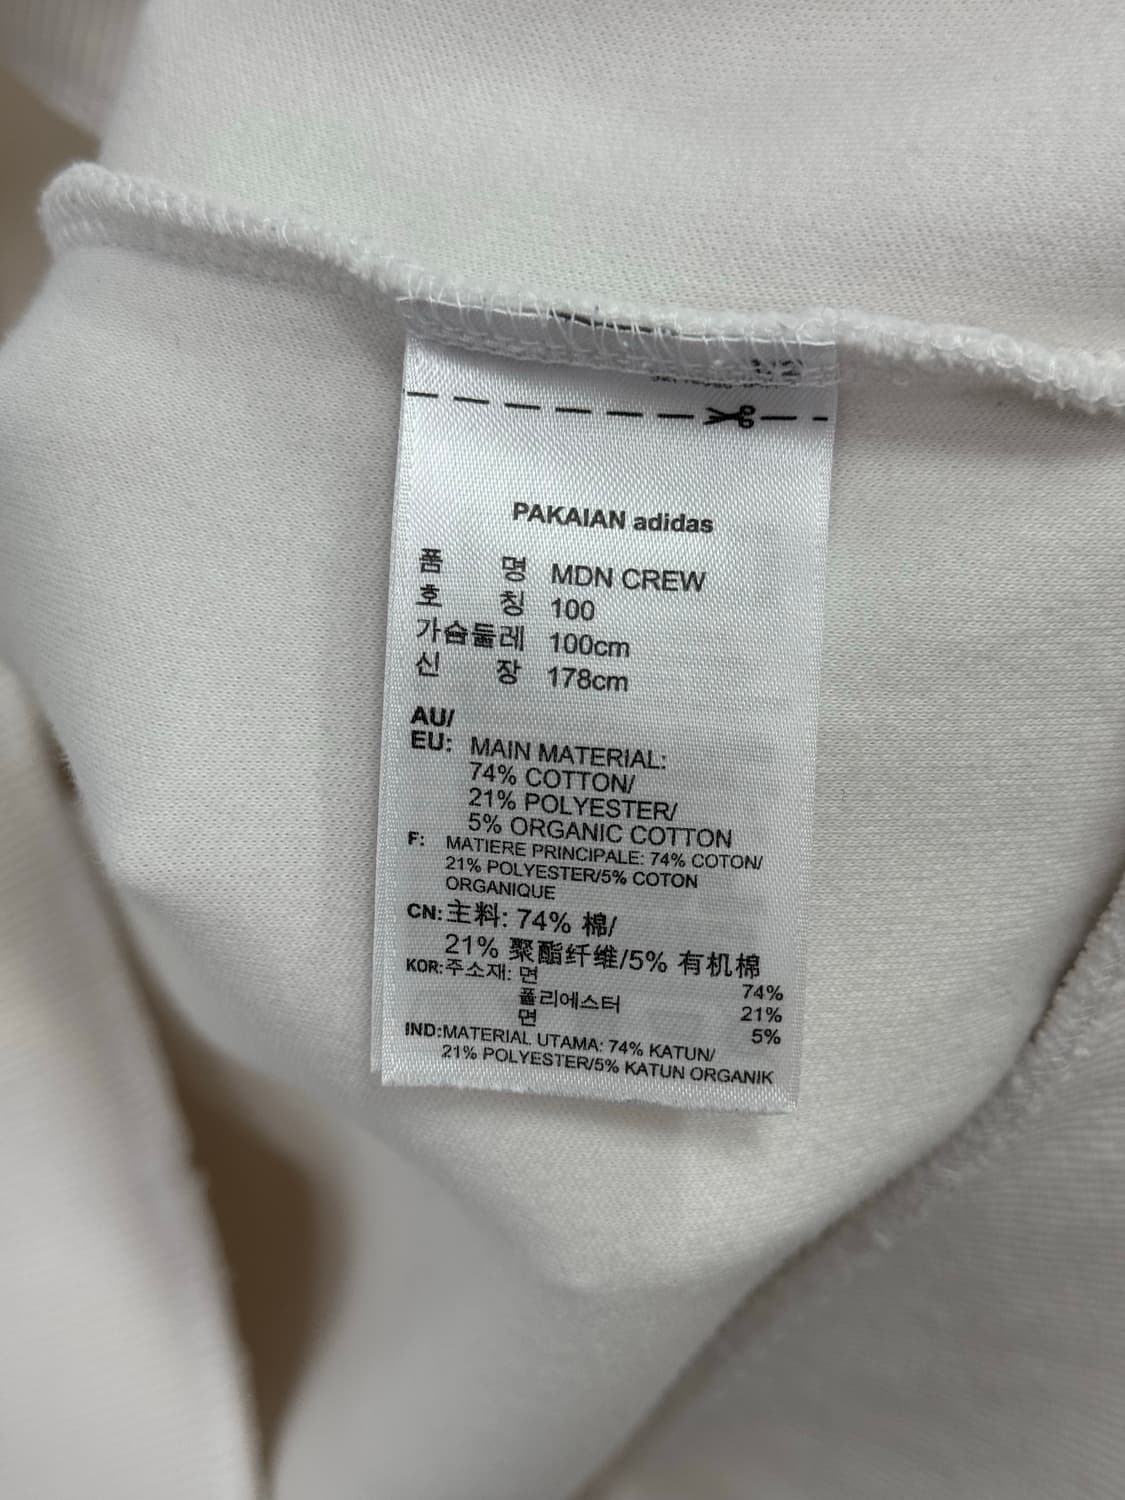 PAKAIAN adidas
품 명 MDN CREW
호 칭 100
가슴둘레 100cm
신 장 178cm
AU/
EU: MAIN MATERIAL:
74% COTTON/
21% POLYESTER/
5% ORGANIC COTTON
F: MATIERE PRINCIPALE: 74% COTON/
21% POLYESTER/5% COTON
ORGANIQUE
CN: 主料: 74% 棉/
21% 聚酯纤维/5% 有机棉
KOR: 주소재: 면 74%
폴리에스터 21%
면 5%
IND: MATERIAL UTAMA: 74% KATUN/
21% POLYESTER/5% KATUN ORGANIK